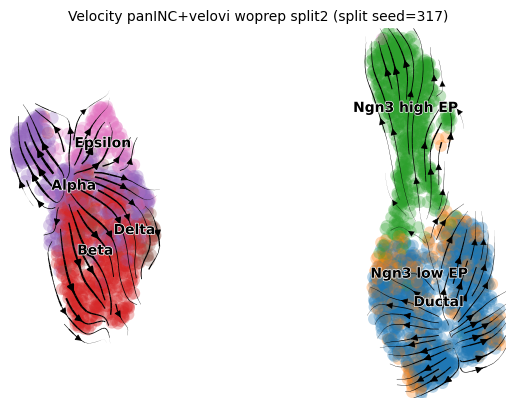 Velocity panINC+velovi woprep split2 (split seed=317)
Ngn3 high EP
Epsilon
Alpha
Delta
Beta
Ngn3 low EP
Ductal